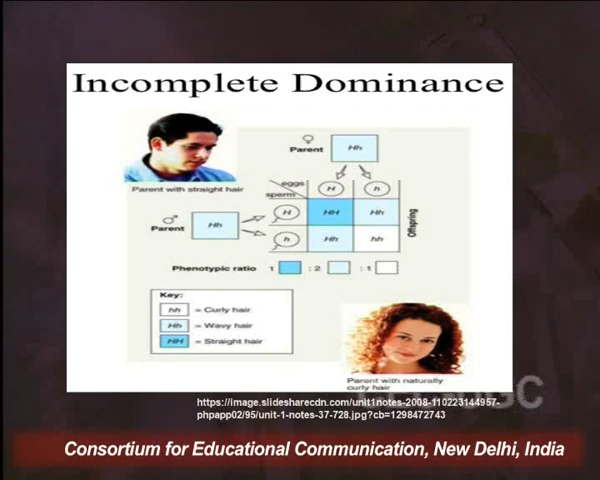 Incomplete Dominance
Parent with straight hair
♀
Parent
Hh
eggs
sperm
H
h
♂
Parent
Hh
H
HH
Hh
h
Hh
hh
Offspring
Phenotypic ratio 1 : 2 : 1
Key:
hh = Curly hair
Hh = Wavy hair
HH = Straight hair
Parent with naturally
curly hair
https://image.slidesharecdn.com/unit1notes-2008-110223144957-
phpapp02/95/unit-1-notes-37-728.jpg?cb=1298472743
Consortium for Educational Communication, New Delhi, India